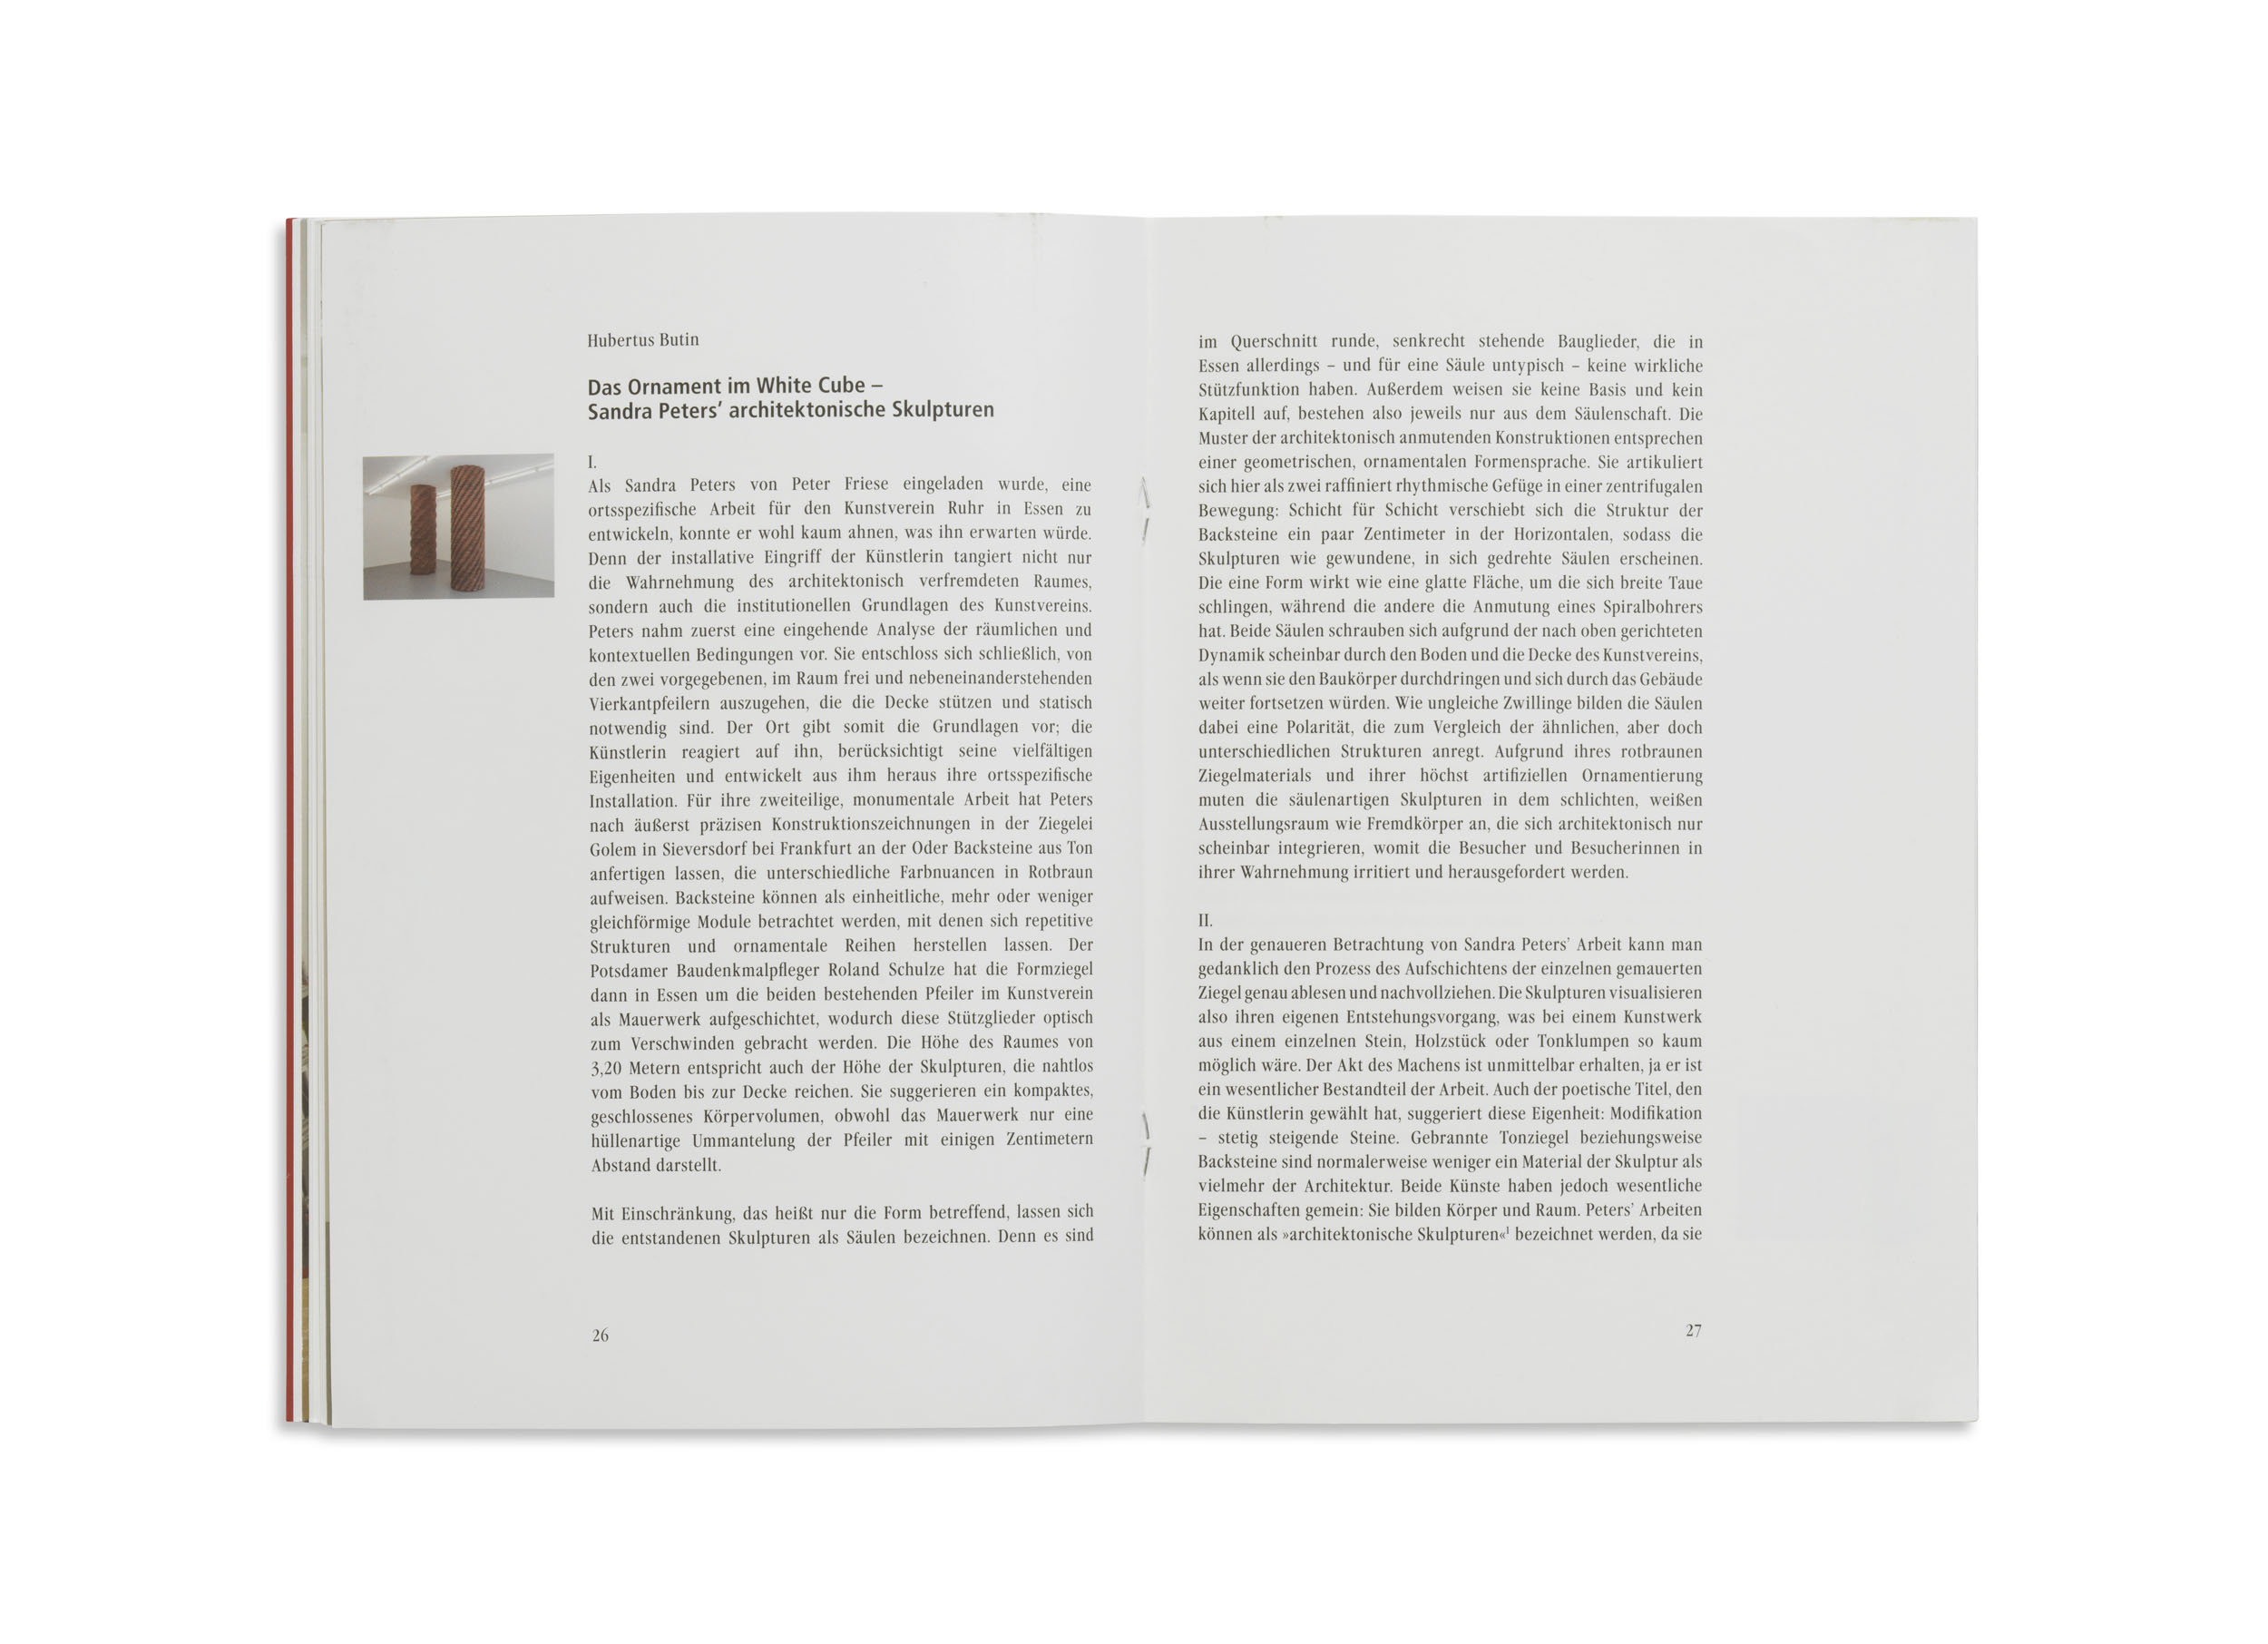 Hubertus Butin
Das Ornament im White Cube –
Sandra Peters’ architektonische Skulpturen
I.
Als Sandra Peters von Peter Friese eingeladen wurde, eine
ortsspezifische Arbeit für den Kunstverein Ruhr in Essen zu
entwickeln, konnte er wohl kaum ahnen, was ihn erwarten würde.
Denn der installative Eingriff der Künstlerin tangiert nicht nur
die Wahrnehmung des architektonisch verfremdeten Raumes,
sondern auch die institutionellen Grundlagen des Kunstvereins.
Peters nahm zuerst eine eingehende Analyse der räumlichen und
kontextuellen Bedingungen vor. Sie entschloss sich schließlich, von
den zwei vorgegebenen, im Raum frei und nebeneinanderstehenden
Vierkantpfeilern auszugehen, die die Decke stützen und statisch
notwendig sind. Der Ort gibt somit die Grundlagen vor; die
Künstlerin reagiert auf ihn, berücksichtigt seine vielfältigen
Eigenheiten und entwickelt aus ihm heraus ihre ortsspezifische
Installation. Für ihre zweiteilige, monumentale Arbeit hat Peters
nach äußerst präzisen Konstruktionszeichnungen in der Ziegelei
Golem in Sieversdorf bei Frankfurt an der Oder Backsteine aus Ton
anfertigen lassen, die unterschiedliche Farbnuancen in Rotbraun
aufweisen. Backsteine können als einheitliche, mehr oder weniger
gleichförmige Module betrachtet werden, mit denen sich repetitive
Strukturen und ornamentale Reihen herstellen lassen. Der
Potsdamer Baudenkmalpfleger Roland Schulze hat die Formziegel
dann in Essen um die beiden bestehenden Pfeiler im Kunstverein
als Mauerwerk aufgeschichtet, wodurch diese Stützglieder optisch
zum Verschwinden gebracht werden. Die Höhe des Raumes von
3,20 Metern entspricht auch der Höhe der Skulpturen, die nahtlos
vom Boden bis zur Decke reichen. Sie suggerieren ein kompaktes,
geschlossenes Körpervolumen, obwohl das Mauerwerk nur eine
hüllenartige Ummantelung der Pfeiler mit einigen Zentimetern
Abstand darstellt.
Mit Einschränkung, das heißt nur die Form betreffend, lassen sich
die entstandenen Skulpturen als Säulen bezeichnen. Denn es sind
26
im Querschnitt runde, senkrecht stehende Bauglieder, die in
Essen allerdings – und für eine Säule untypisch – keine wirkliche
Stützfunktion haben. Außerdem weisen sie keine Basis und kein
Kapitell auf, bestehen also jeweils nur aus dem Säulenschaft. Die
Muster der architektonisch anmutenden Konstruktionen entsprechen
einer geometrischen, ornamentalen Formensprache. Sie artikuliert
sich hier als zwei raffiniert rhythmische Gefüge in einer zentrifugalen
Bewegung: Schicht für Schicht verschiebt sich die Struktur der
Backsteine ein paar Zentimeter in der Horizontalen, sodass die
Skulpturen wie gewundene, in sich gedrehte Säulen erscheinen.
Die eine Form wirkt wie eine glatte Fläche, um die sich breite Taue
schlingen, während die andere die Anmutung eines Spiralbohrers
hat. Beide Säulen schrauben sich aufgrund der nach oben gerichteten
Dynamik scheinbar durch den Boden und die Decke des Kunstvereins,
als wenn sie den Baukörper durchdringen und sich durch das Gebäude
weiter fortsetzen würden. Wie ungleiche Zwillinge bilden die Säulen
dabei eine Polarität, die zum Vergleich der ähnlichen, aber doch
unterschiedlichen Strukturen anregt. Aufgrund ihres rotbraunen
Ziegelmaterials und ihrer höchst artifiziellen Ornamentierung
muten die säulenartigen Skulpturen in dem schlichten, weißen
Ausstellungsraum wie Fremdkörper an, die sich architektonisch nur
scheinbar integrieren, womit die Besucher und Besucherinnen in
ihrer Wahrnehmung irritiert und herausgefordert werden.
II.
In der genaueren Betrachtung von Sandra Peters’ Arbeit kann man
gedanklich den Prozess des Aufschichtens der einzelnen gemauerten
Ziegel genau ablesen und nachvollziehen. Die Skulpturen visualisieren
also ihren eigenen Entstehungsvorgang, was bei einem Kunstwerk
aus einem einzelnen Stein, Holzstück oder Tonklumpen so kaum
möglich wäre. Der Akt des Machens ist unmittelbar erhalten, ja er ist
ein wesentlicher Bestandteil der Arbeit. Auch der poetische Titel, den
die Künstlerin gewählt hat, suggeriert diese Eigenheit: Modifikation
– stetig steigende Steine. Gebrannte Tonziegel beziehungsweise
Backsteine sind normalerweise weniger ein Material der Skulptur als
vielmehr der Architektur. Beide Künste haben jedoch wesentliche
Eigenschaften gemein: Sie bilden Körper und Raum. Peters’ Arbeiten
können als »architektonische Skulpturen«¹ bezeichnet werden, da sie
27